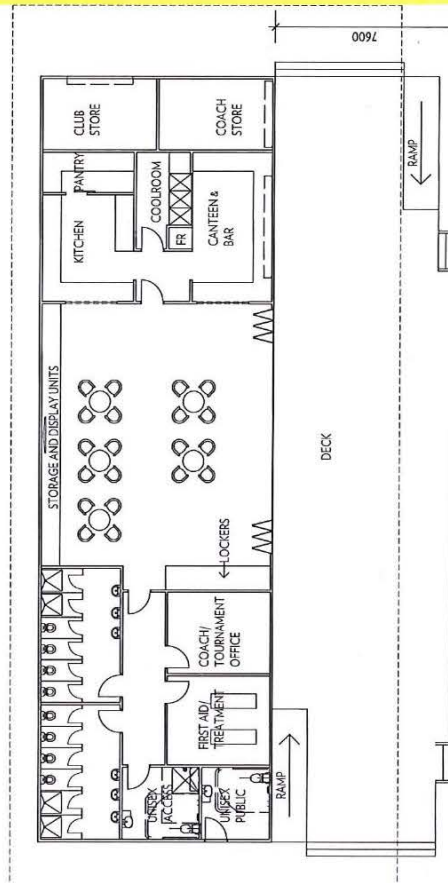 7600
CLUB
STORE
COACH
STORE
PANTRY
COOLROOM
KITCHEN
FR
CANTEEN &
BAR
RAMP
STORAGE AND DISPLAY UNITS
DECK
LOCKERS
COACH/
TOURNAMENT
OFFICE
FIRST AID/
TREATMENT
UNISEX
ACCESS
UNISEX
PUBLIC
RAMP